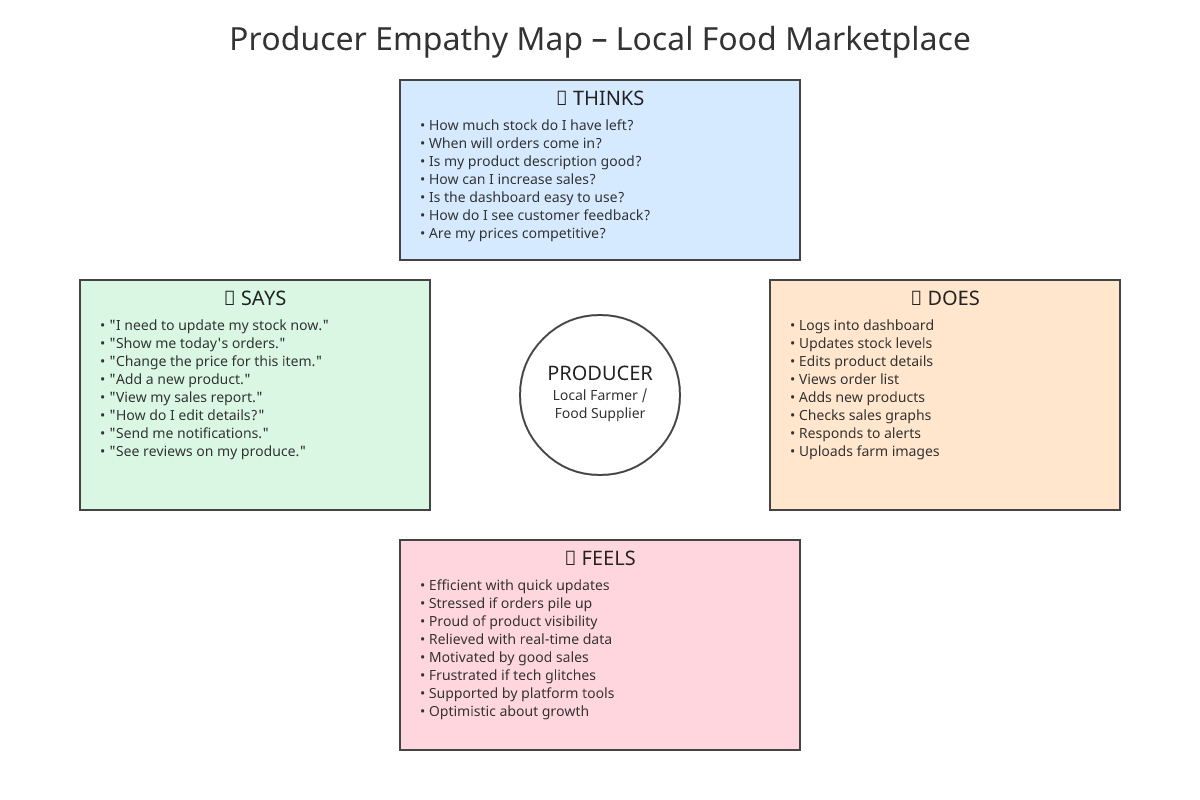 Producer Empathy Map – Local Food Marketplace
THINKS
• How much stock do I have left?
• When will orders come in?
• Is my product description good?
• How can I increase sales?
• Is the dashboard easy to use?
• How do I see customer feedback?
• Are my prices competitive?
SAYS
• "I need to update my stock now."
• "Show me today's orders."
• "Change the price for this item."
• "Add a new product."
• "View my sales report."
• "How do I edit details?"
• "Send me notifications."
• "See reviews on my produce."
PRODUCER
Local Farmer /
Food Supplier
DOES
• Logs into dashboard
• Updates stock levels
• Edits product details
• Views order list
• Adds new products
• Checks sales graphs
• Responds to alerts
• Uploads farm images
FEELS
• Efficient with quick updates
• Stressed if orders pile up
• Proud of product visibility
• Relieved with real-time data
• Motivated by good sales
• Frustrated if tech glitches
• Supported by platform tools
• Optimistic about growth